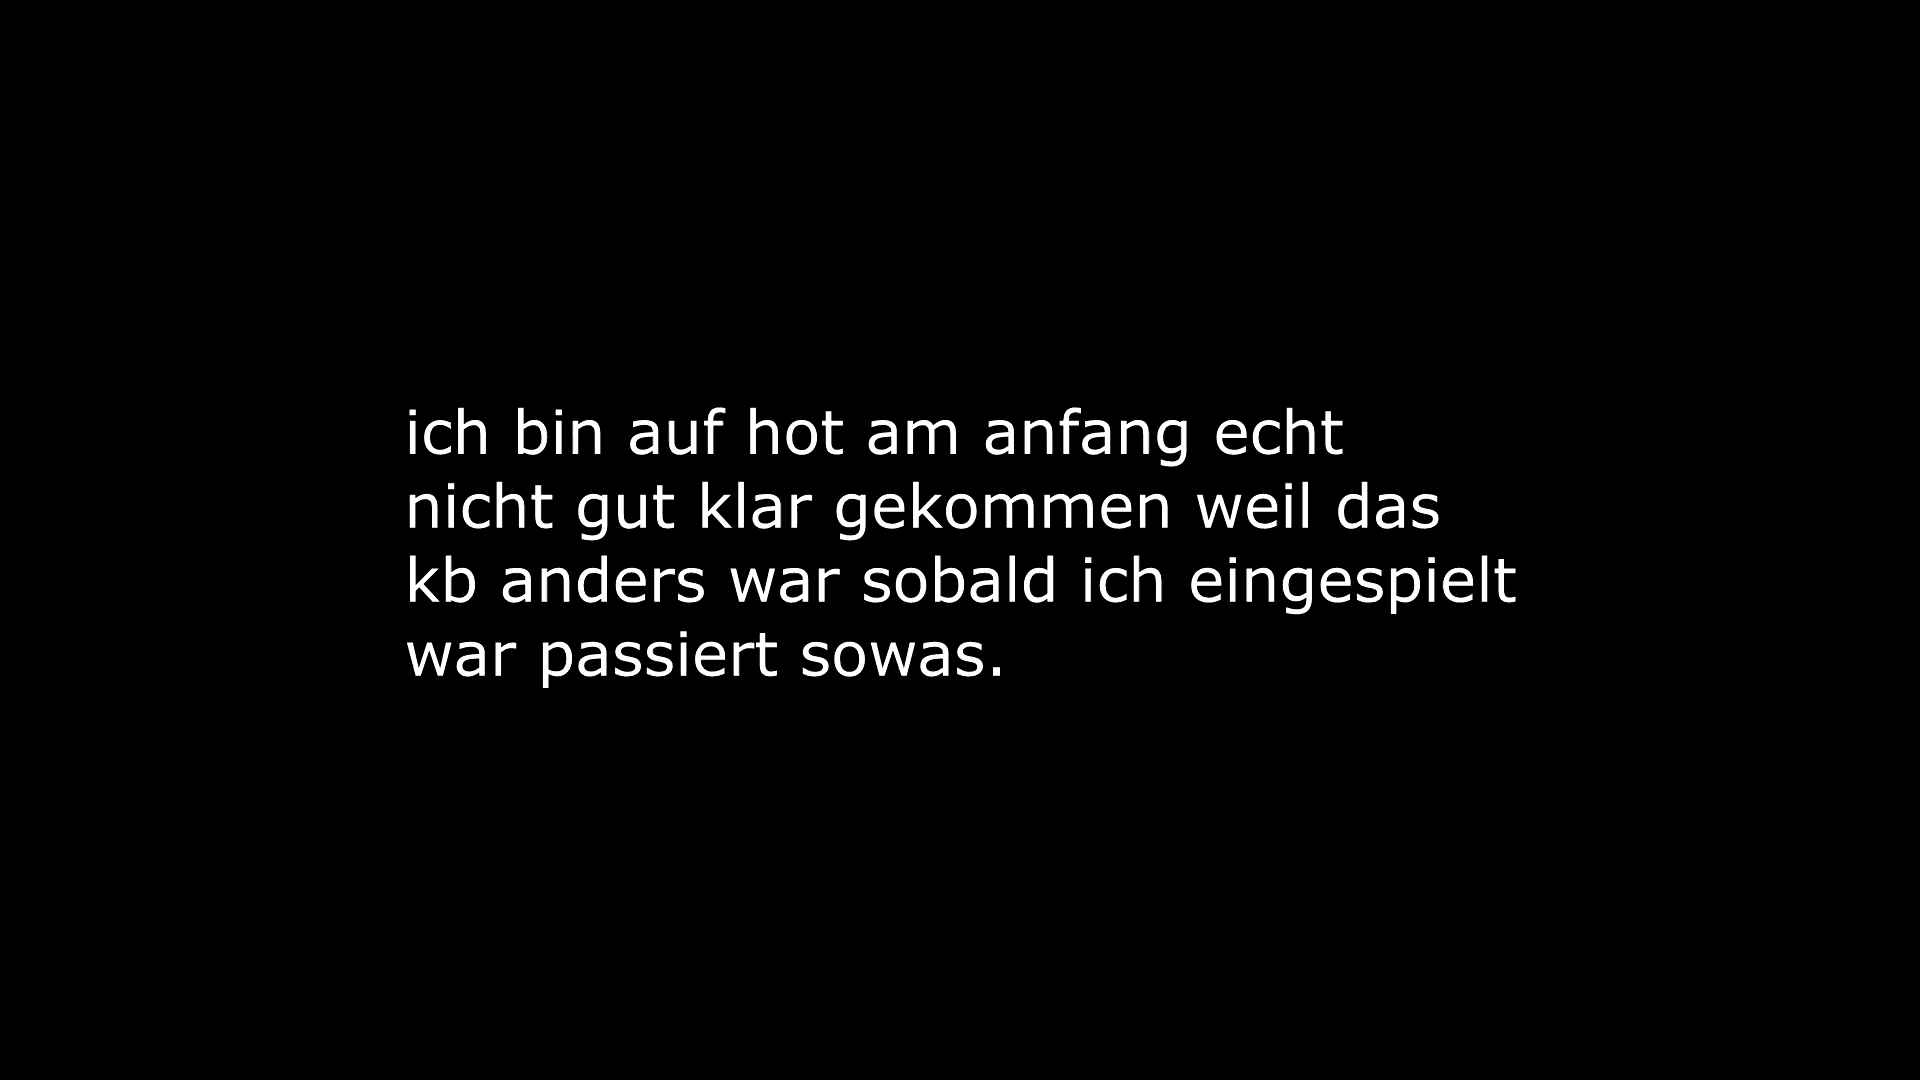 ich bin auf hot am anfang echt
nicht gut klar gekommen weil das
kb anders war sobald ich eingespielt
war passiert sowas.